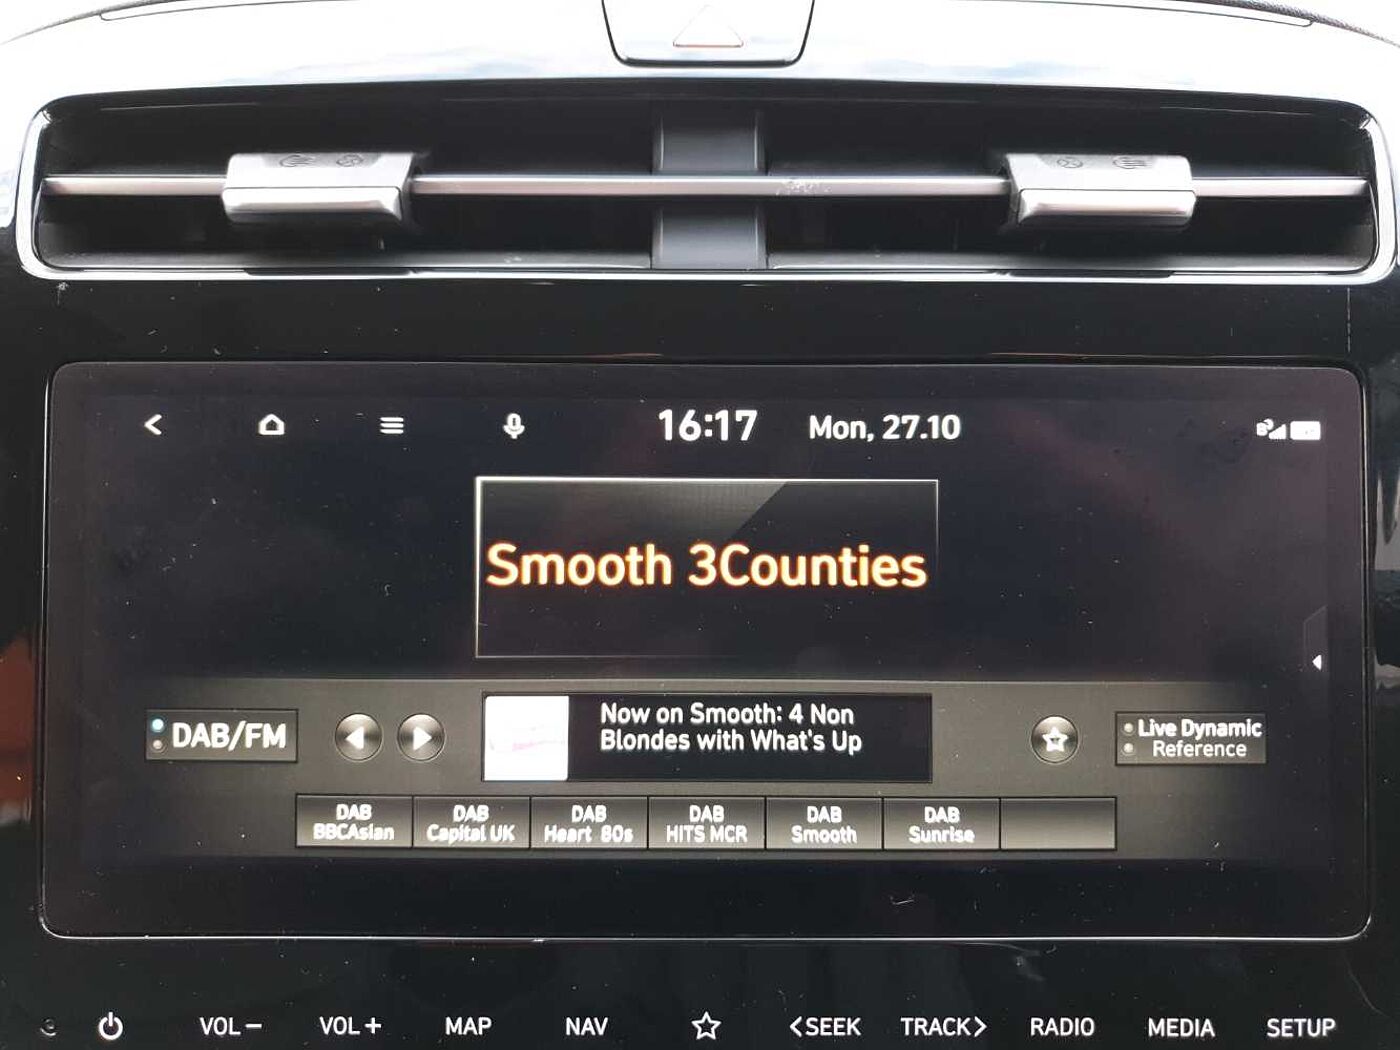 16:17
Mon, 27.10
Smooth 3Counties
DAB/FM
Now on Smooth: 4 Non
Blondes with What's Up
Live Dynamic
Reference
DAB
BBCAsian
DAB
Capital UK
DAB
Heart 80s
DAB
HITS MCR
DAB
Smooth
DAB
Sunrise
VOL −
VOL +
MAP
NAV
<SEEK
TRACK>
RADIO
MEDIA
SETUP